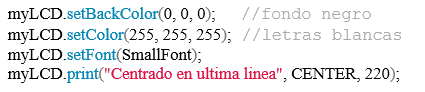 myLCD.setBackColor(0, 0, 0);   //fondo negro
myLCD.setColor(255, 255, 255);  //letras blancas
myLCD.setFont(SmallFont);
myLCD.print("Centrado en ultima linea", CENTER, 220);